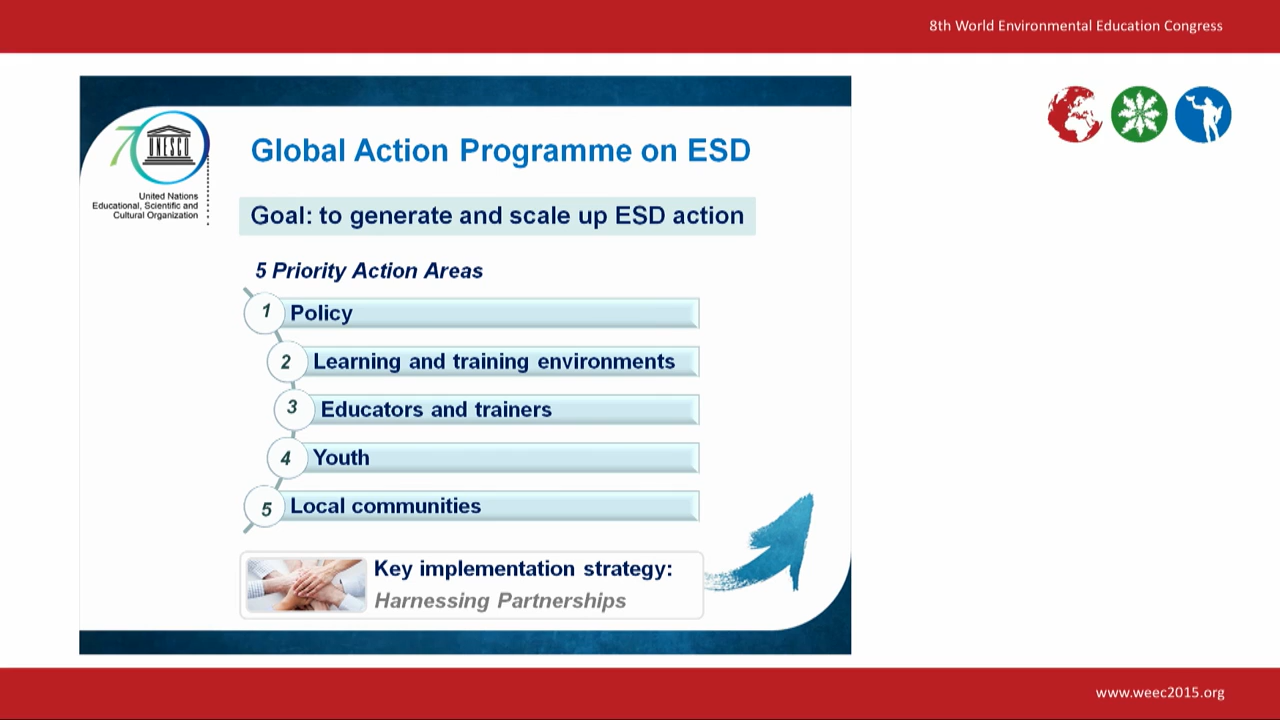 8th World Environmental Education Congress
70
UNESCO
United Nations
Educational, Scientific and
Cultural Organization
Global Action Programme on ESD
Goal: to generate and scale up ESD action
5 Priority Action Areas
1 Policy
2 Learning and training environments
3 Educators and trainers
4 Youth
5 Local communities
Key implementation strategy:
Harnessing Partnerships
www.weec2015.org